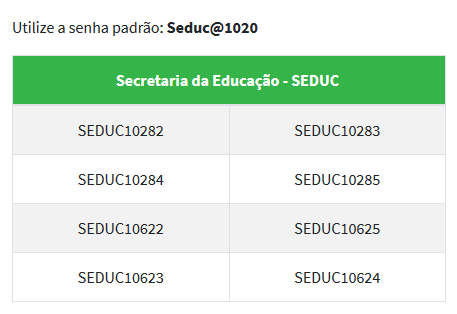 Utilize a senha padrão: Seduc@1020
Secretaria da Educação - SEDUC
SEDUC10282 SEDUC10283
SEDUC10284 SEDUC10285
SEDUC10622 SEDUC10625
SEDUC10623 SEDUC10624